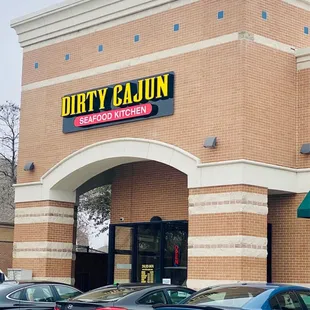 DIRTY CAJUN
SEAFOOD KITCHEN